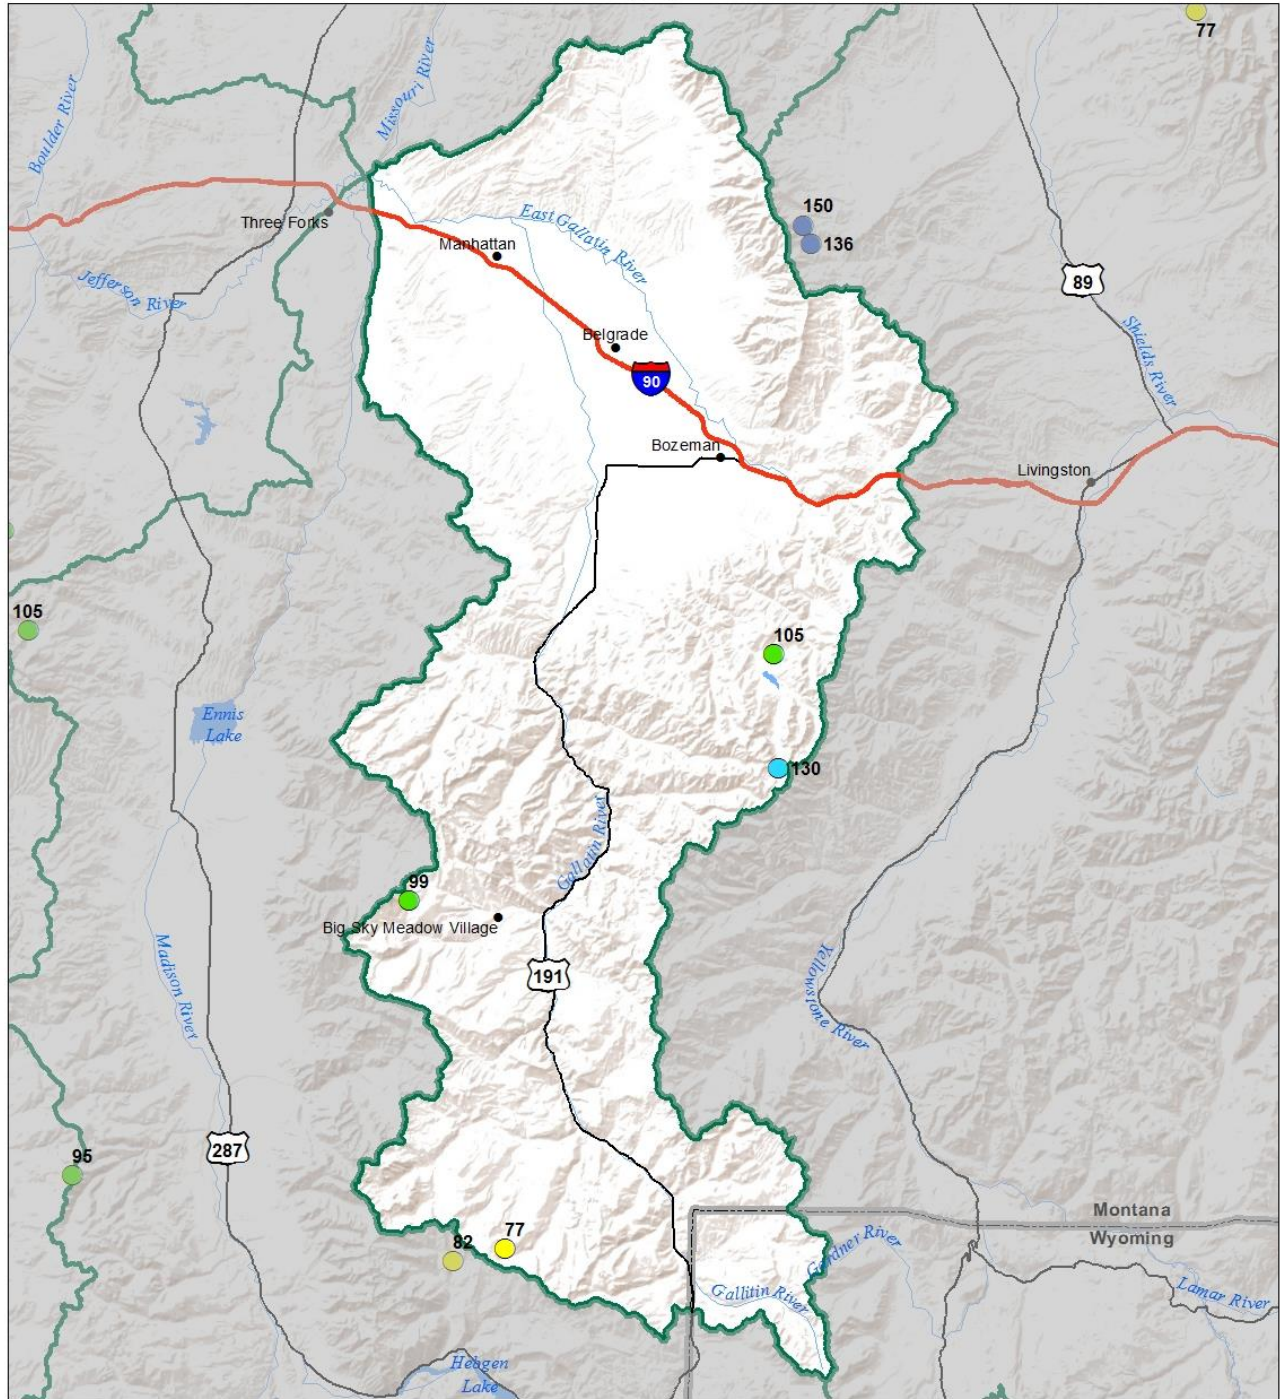 77
Boulder River
Missouri River
150
Three Forks
East Gallatin River
136
Manhattan
89
Jefferson River
Shields River
Belgrade
90
Bozeman
Livingston
105
105
Ennis
Lake
130
Gallatin River
99
Big Sky Meadow Village
Madison River
191
Yellowstone River
287
95
Montana
Wyoming
77
82
Gardner River
Gallitin River
Lamar River
Hebgen
Lake